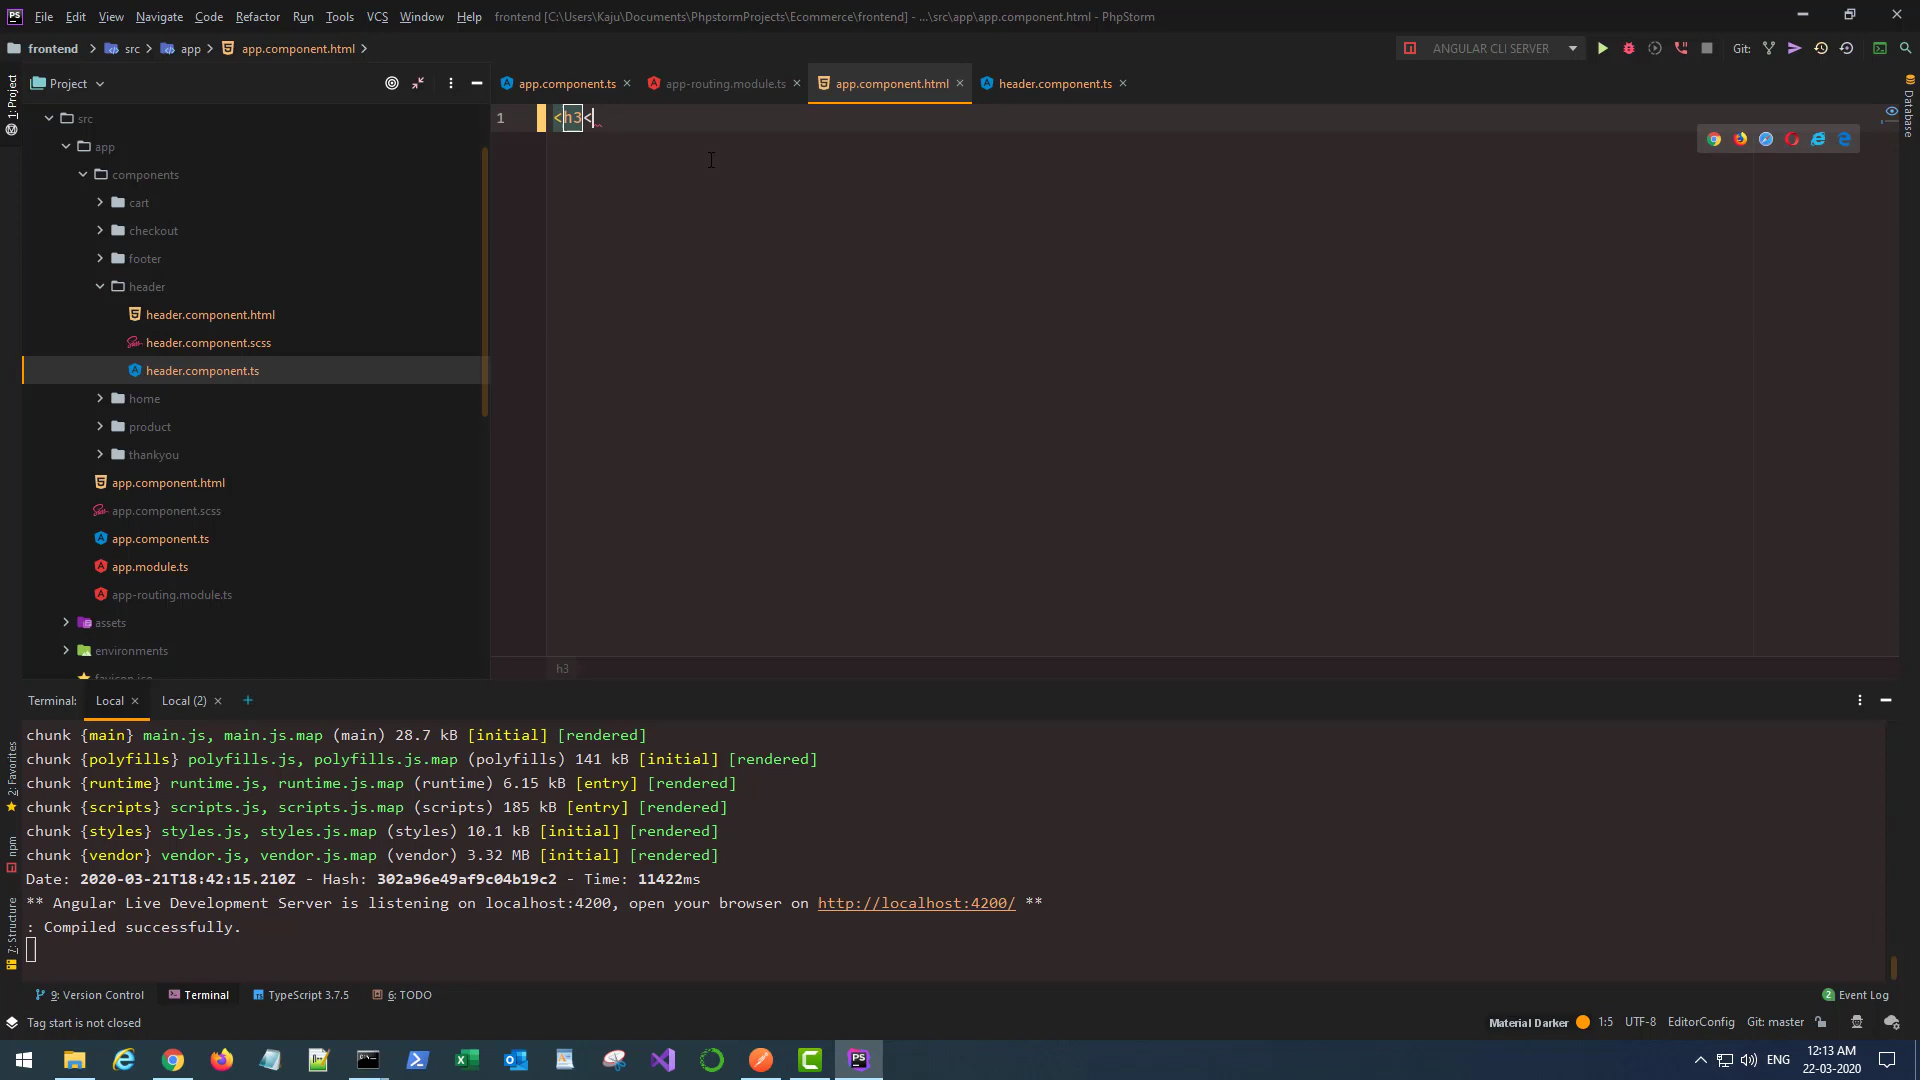 PS File Edit View Navigate Code Refactor Run Tools VCS Window Help frontend [C:\Users\Kaju\Documents\PhpstormProjects\Ecommerce\frontend] - ...\src\app\app.component.html - PhpStorm
frontend src app app.component.html ANGULAR CLI SERVER Git:
1: Project
Project
app.component.ts app-routing.module.ts app.component.html header.component.ts
Database
1 <h3<
src
app
components
cart
checkout
footer
header
header.component.html
header.component.scss
header.component.ts
home
product
thankyou
app.component.html
app.component.scss
app.component.ts
app.module.ts
app-routing.module.ts
assets
environments
favicon.ico
h3
Terminal: Local Local (2) +
chunk {main} main.js, main.js.map (main) 28.7 kB [initial] [rendered]
chunk {polyfills} polyfills.js, polyfills.js.map (polyfills) 141 kB [initial] [rendered]
chunk {runtime} runtime.js, runtime.js.map (runtime) 6.15 kB [entry] [rendered]
chunk {scripts} scripts.js, scripts.js.map (scripts) 185 kB [entry] [rendered]
chunk {styles} styles.js, styles.js.map (styles) 10.1 kB [initial] [rendered]
chunk {vendor} vendor.js, vendor.js.map (vendor) 3.32 MB [initial] [rendered]
Date: 2020-03-21T18:42:15.210Z - Hash: 302a96e49af9c04b19c2 - Time: 11422ms
** Angular Live Development Server is listening on localhost:4200, open your browser on http://localhost:4200/ **
: Compiled successfully.
2: Favorites
npm
7: Structure
9: Version Control Terminal TypeScript 3.7.5 6: TODO 2 Event Log
Tag start is not closed Material Darker 1:5 UTF-8 EditorConfig Git: master
PS ENG 12:13 AM
22-03-2020